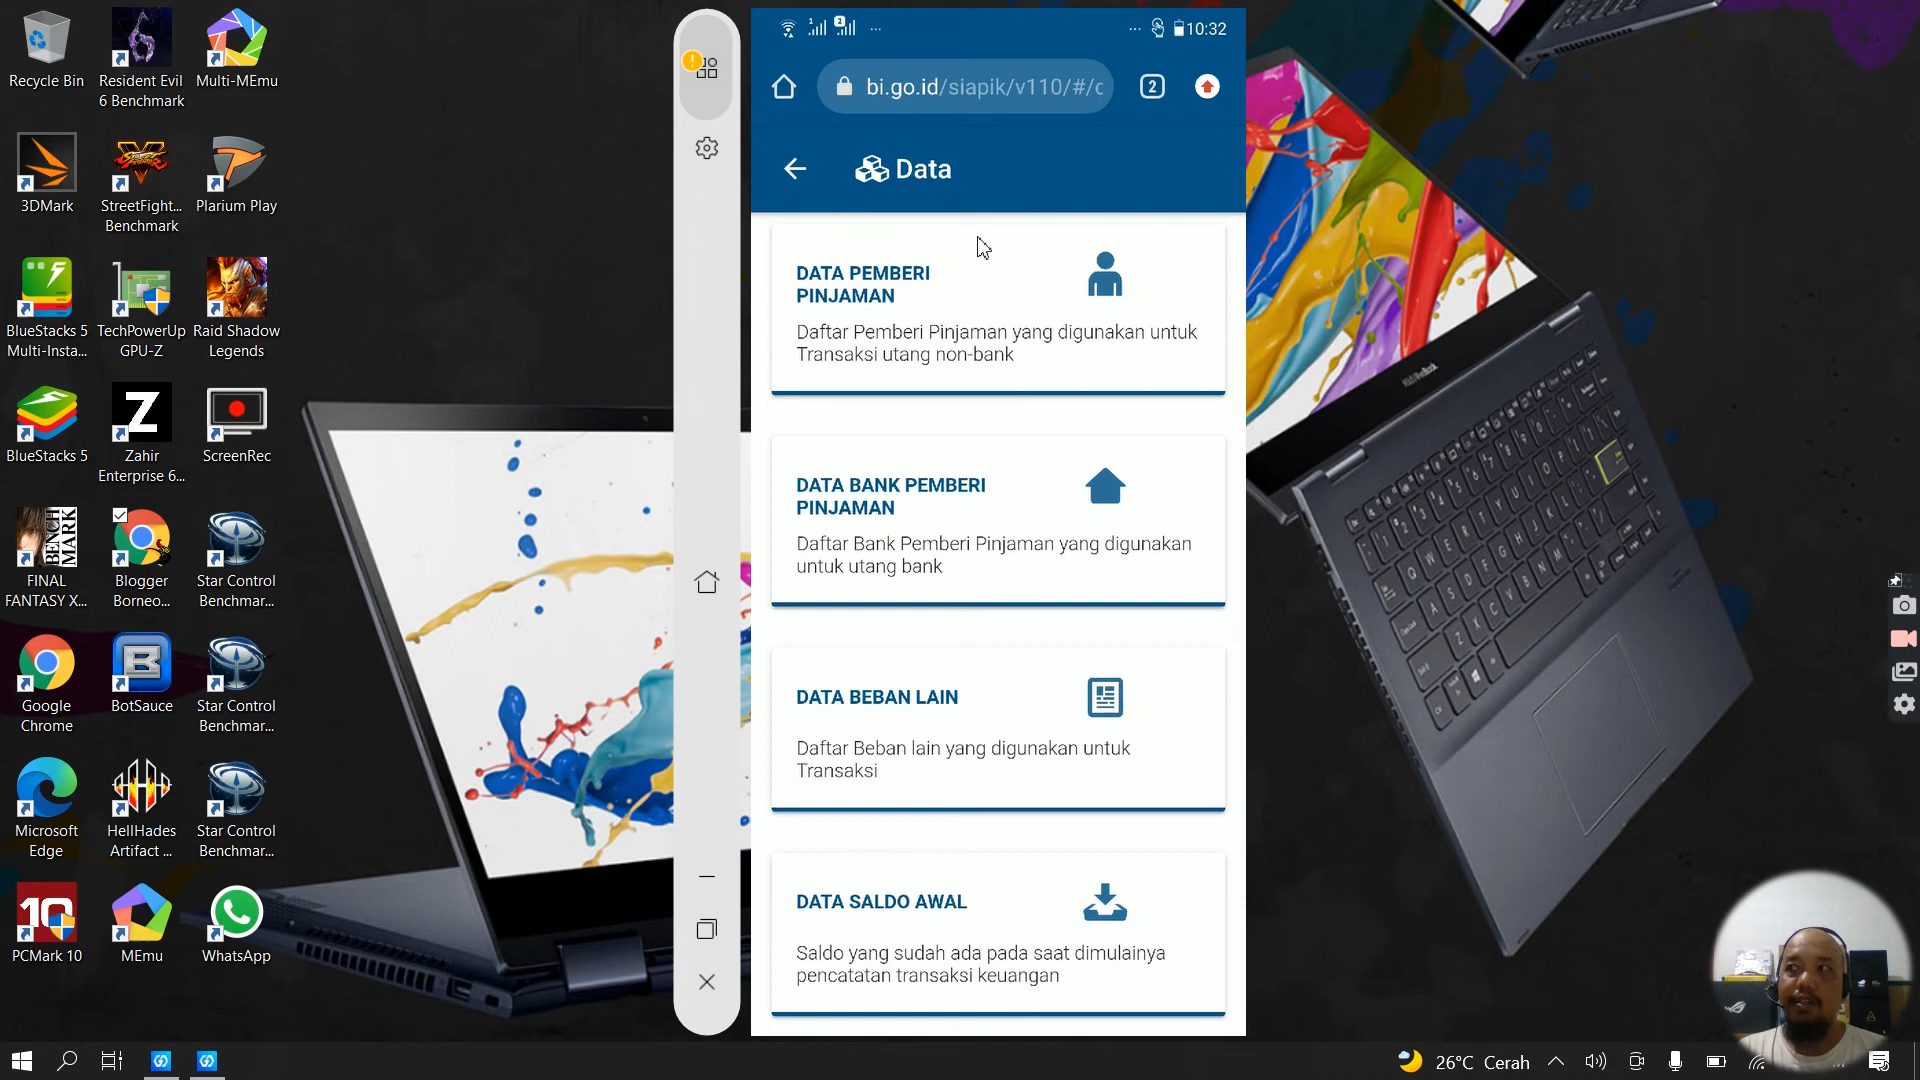 Recycle Bin
Resident Evil
6 Benchmark
Multi-MEmu
3DMark
StreetFight...
Benchmark
Plarium Play
BlueStacks 5
Multi-Insta...
TechPowerUp
GPU-Z
Raid Shadow
Legends
BlueStacks 5
Zahir
Enterprise 6...
ScreenRec
FINAL
FANTASY X...
Blogger
Borneo...
Star Control
Benchmar...
Google
Chrome
BotSauce
Star Control
Benchmar...
Microsoft
Edge
HellHades
Artifact ...
Star Control
Benchmar...
PCMark 10
MEmu
WhatsApp
10:32
bi.go.id/siapik/v110/#/c
2
Data
DATA PEMBERI
PINJAMAN
Daftar Pemberi Pinjaman yang digunakan untuk
Transaksi utang non-bank
DATA BANK PEMBERI
PINJAMAN
Daftar Bank Pemberi Pinjaman yang digunakan
untuk utang bank
DATA BEBAN LAIN
Daftar Beban lain yang digunakan untuk
Transaksi
DATA SALDO AWAL
Saldo yang sudah ada pada saat dimulainya
pencatatan transaksi keuangan
26°C Cerah